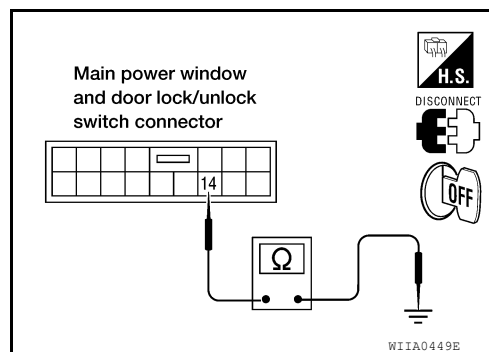 Main power window
and door lock/unlock
switch connector
H.S.
DISCONNECT
14
OFF
Ω
WIIA0449E